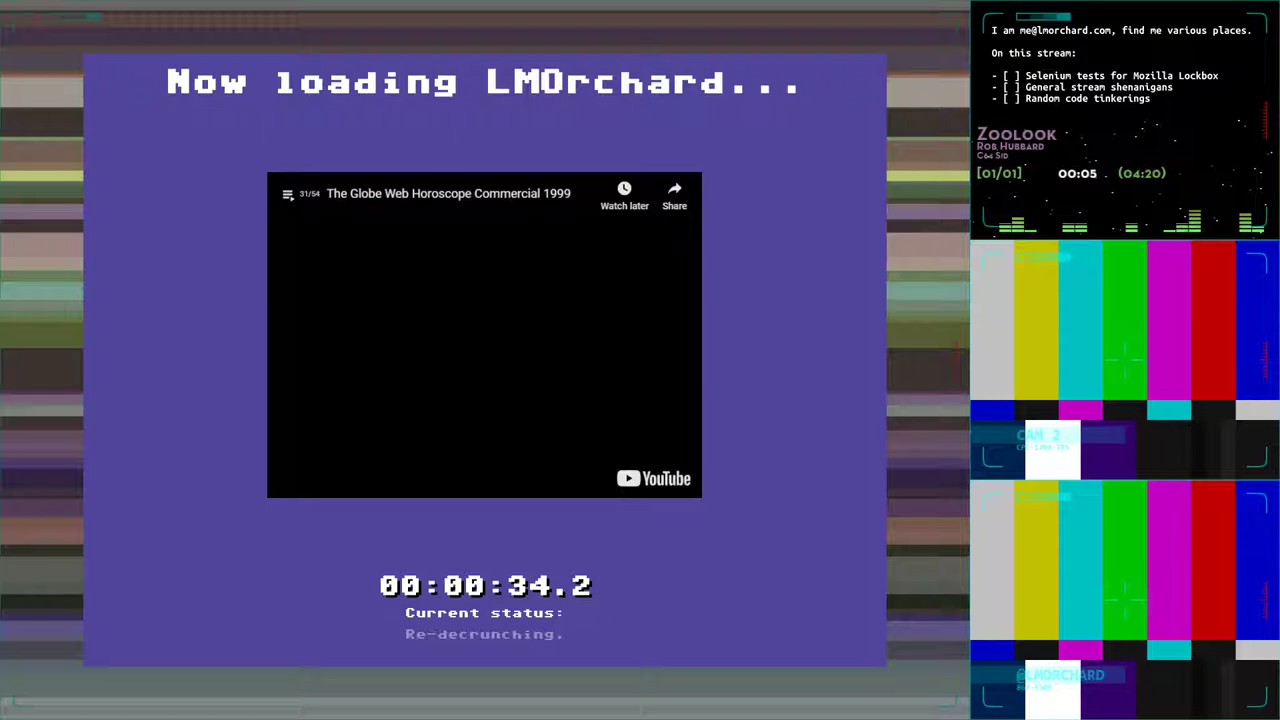 Now loading LMOrchard...
31/54 The Globe Web Horoscope Commercial 1999
Watch later
Share
YouTube
00:00:34.2
Current status:
Re-decrunching.
I am me@lmorchard.com, find me various places.
On this stream:
- [ ] Selenium tests for Mozilla Lockbox
- [ ] General stream shenanigans
- [ ] Random code tinkerings
Zoolook
Rob Hubbard
C64 Sid
[01/01] 00:05 (04:20)
CAM 2
@LMORCHARD